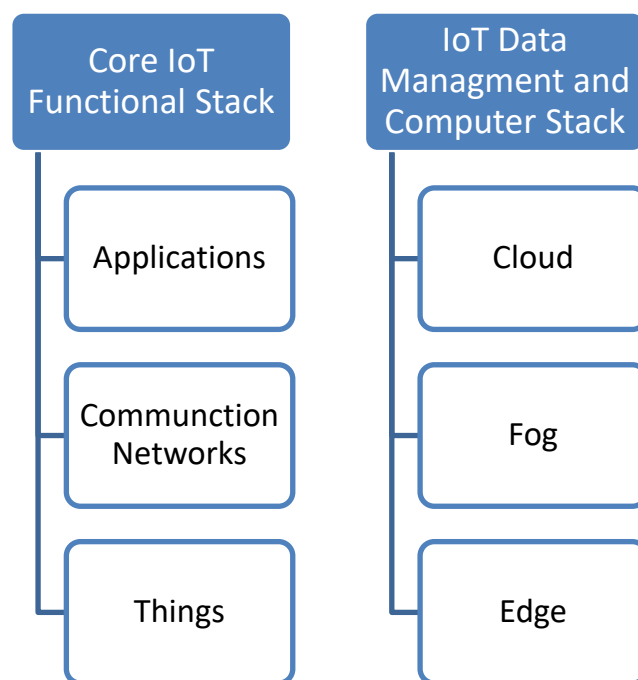 Core IoT
Functional Stack
Applications
Communction
Networks
Things
IoT Data
Managment and
Computer Stack
Cloud
Fog
Edge